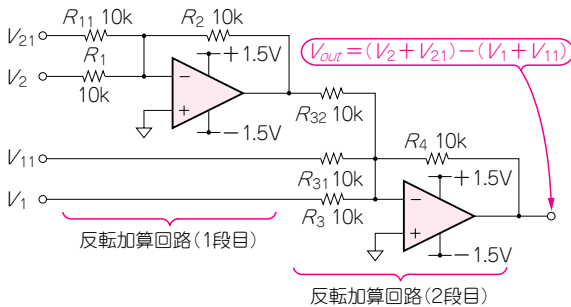 R11 10k
R2 10k
V21
R1
+1.5V
Vout=(V2+V21)-(V1+V11)
V2
10k
−
+
R32
10k
−1.5V
R4 10k
V11
R31
10k
+1.5V
V1
R3 10k
−
+
反転加算回路(1段目)
−1.5V
反転加算回路(2段目)